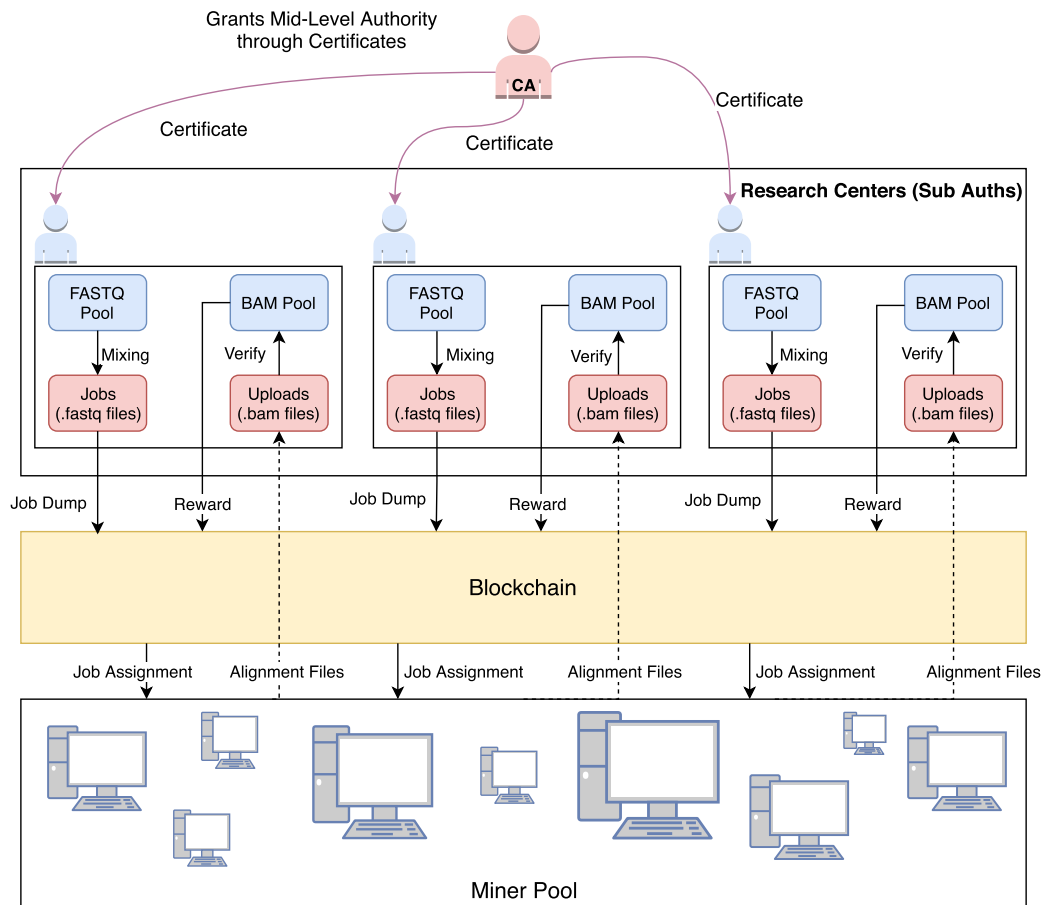 Grants Mid-Level Authority
through Certificates
CA
Certificate
Certificate
Certificate
Research Centers (Sub Auths)
FASTQ
Pool
BAM Pool
Mixing
Verify
Jobs
(.fastq files)
Uploads
(.bam files)
FASTQ
Pool
BAM Pool
Mixing
Verify
Jobs
(.fastq files)
Uploads
(.bam files)
FASTQ
Pool
BAM Pool
Mixing
Verify
Jobs
(.fastq files)
Uploads
(.bam files)
Job Dump
Reward
Job Dump
Reward
Job Dump
Reward
Blockchain
Job Assignment
Alignment Files
Job Assignment
Alignment Files
Job Assignment
Alignment Files
Miner Pool